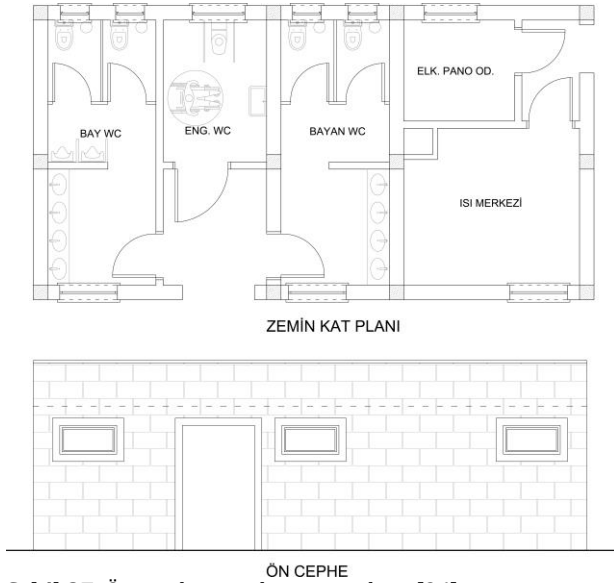 ELK. PANO OD.
BAY WC
ENG. WC
BAYAN WC
ISI MERKEZİ
ZEMİN KAT PLANI
ÖN CEPHE